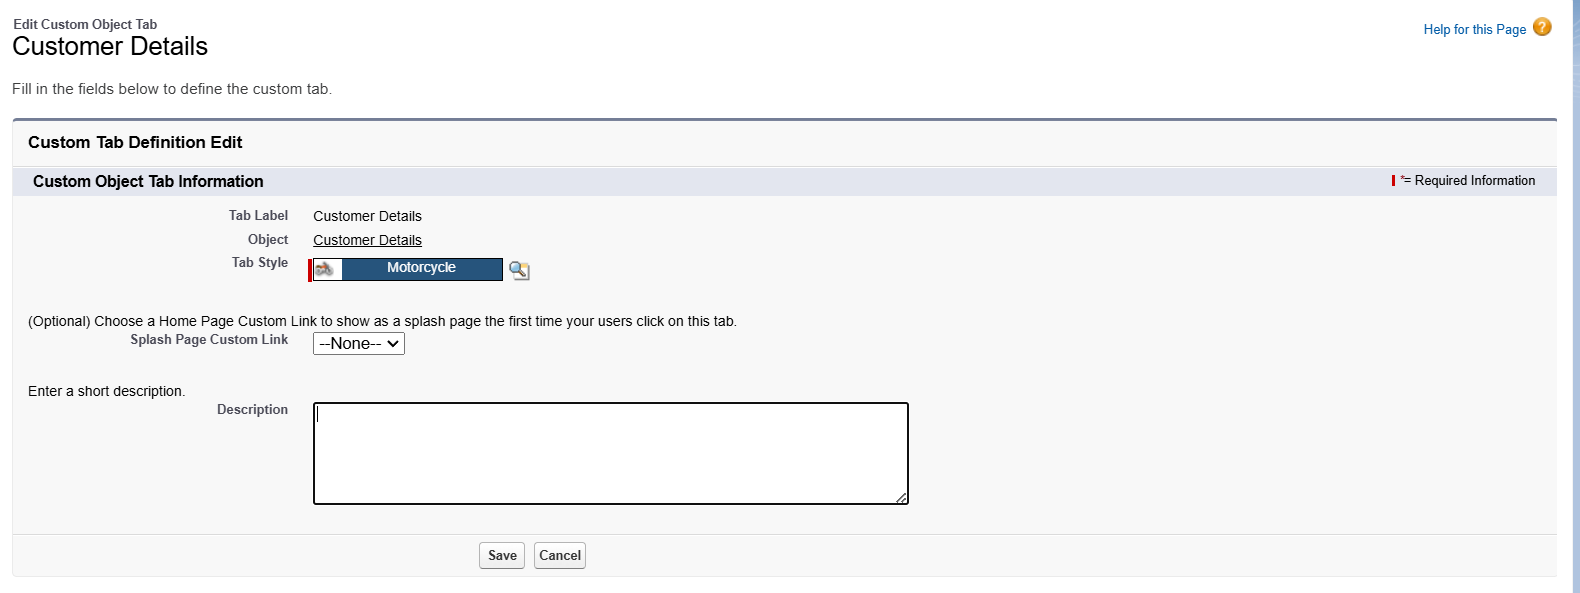 Edit Custom Object Tab
Customer Details
Help for this Page ?
Fill in the fields below to define the custom tab.
Custom Tab Definition Edit
Custom Object Tab Information
*= Required Information
Tab Label Customer Details
Object Customer Details
Tab Style Motorcycle
(Optional) Choose a Home Page Custom Link to show as a splash page the first time your users click on this tab.
Splash Page Custom Link --None--
Enter a short description.
Description
Save Cancel